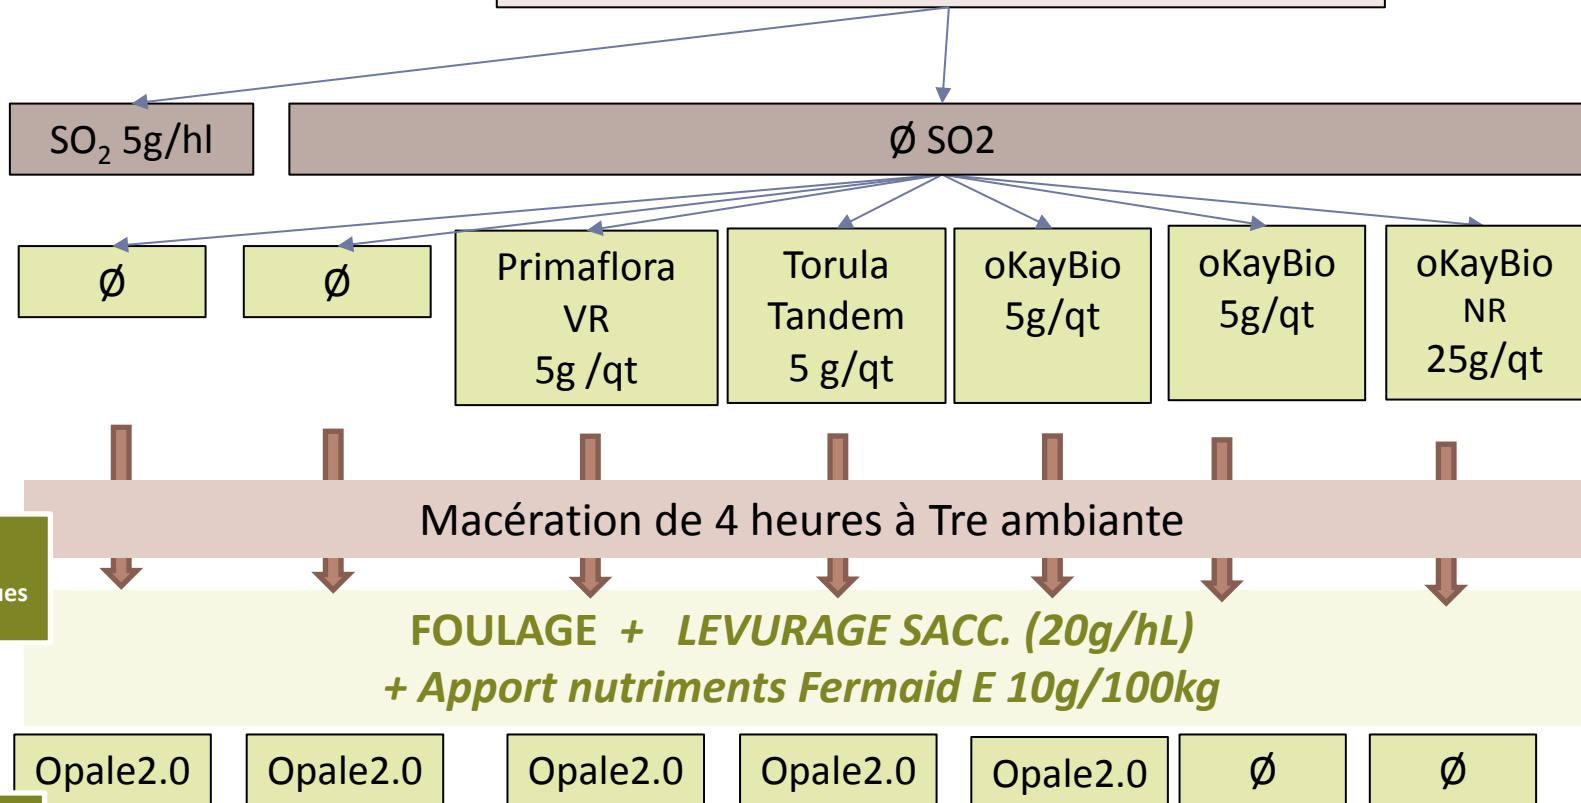 SO₂ 5g/hl
Ø SO2
Ø
Ø
Primaflora
VR
5g /qt
Torula
Tandem
5 g/qt
oKayBio
5g/qt
oKayBio
5g/qt
oKayBio
NR
25g/qt
Macération de 4 heures à Tre ambiante
ues
FOULAGE + LEVURAGE SACC. (20g/hL)
+ Apport nutriments Fermaid E 10g/100kg
Opale2.0
Opale2.0
Opale2.0
Opale2.0
Opale2.0
Ø
Ø